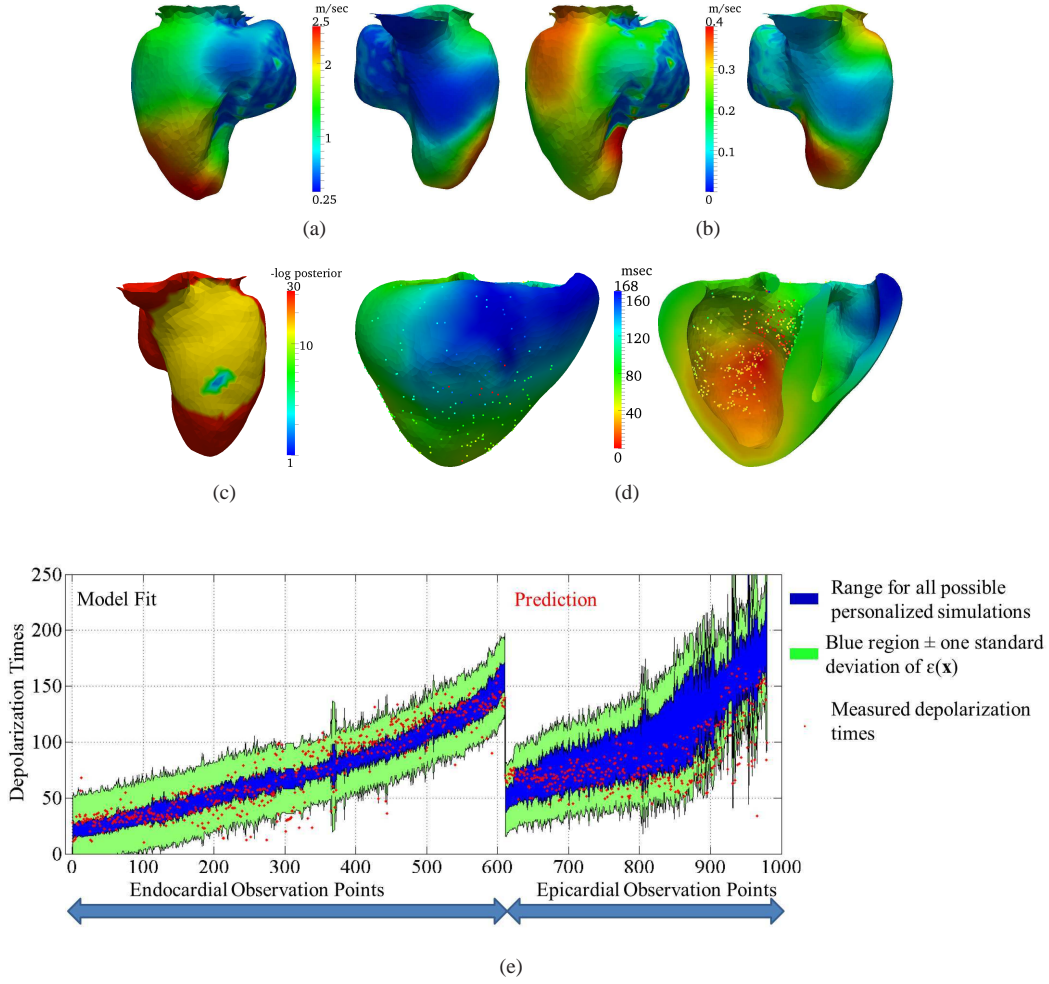 m/sec
2.5
2
1
0.25
(a)
m/sec
0.4
0.3
0.2
0.1
0
(b)
-log posterior
30
10
1
(c)
msec
168
160
120
80
40
0
(d)
250
200
150
100
50
0
Depolarization Times
Model Fit
Prediction
0 100 200 300 400 500 600 700 800 900 1000
Endocardial Observation Points
Epicardial Observation Points
Range for all possible
personalized simulations
Blue region ± one standard
deviation of ε(x)
Measured depolarization
times
(e)